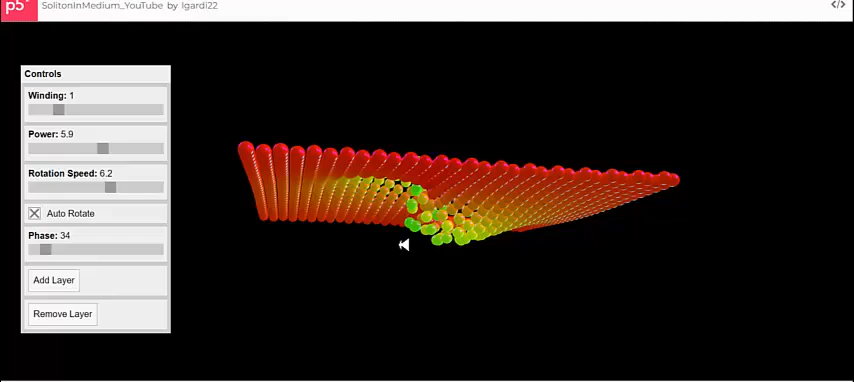 p5*
SolitonInMedium_YouTube by lgardi22
</>
Controls
Winding: 1
Power: 5.9
Rotation Speed: 6.2
Auto Rotate
Phase: 34
Add Layer
Remove Layer